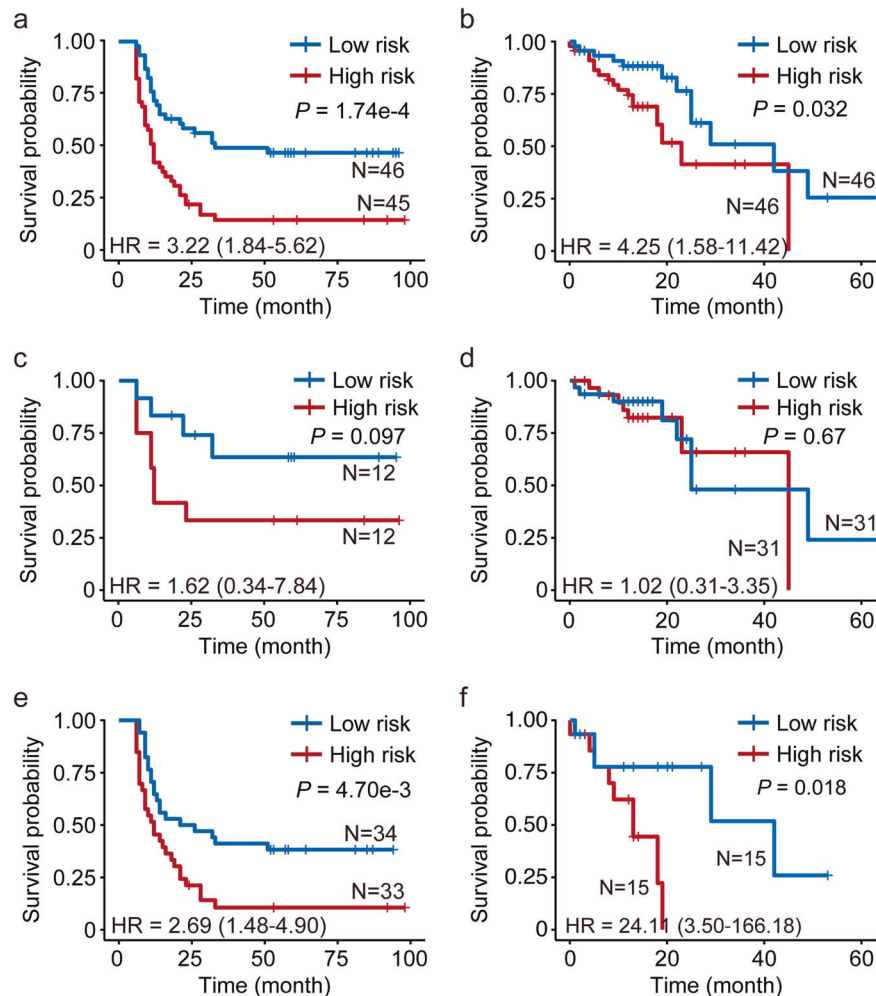 a
Survival probability
1.00
0.75
0.50
0.25
0
Low risk
High risk
P = 1.74e-4
N=46
N=45
HR = 3.22 (1.84-5.62)
0 25 50 75 100
Time (month)
b
Survival probability
1.00
0.75
0.50
0.25
0
Low risk
High risk
P = 0.032
N=46
N=46
HR = 4.25 (1.58-11.42)
0 20 40 60
Time (month)
c
Survival probability
1.00
0.75
0.50
0.25
0
Low risk
High risk
P = 0.097
N=12
N=12
HR = 1.62 (0.34-7.84)
0 25 50 75 100
Time (month)
d
Survival probability
1.00
0.75
0.50
0.25
0
Low risk
High risk
P = 0.67
N=31
N=31
HR = 1.02 (0.31-3.35)
0 20 40 60
Time (month)
e
Survival probability
1.00
0.75
0.50
0.25
0
Low risk
High risk
P = 4.70e-3
N=34
N=33
HR = 2.69 (1.48-4.90)
0 25 50 75 100
Time (month)
f
Survival probability
1.00
0.75
0.50
0.25
0
Low risk
High risk
P = 0.018
N=15
N=15
HR = 24.11 (3.50-166.18)
0 20 40 60
Time (month)